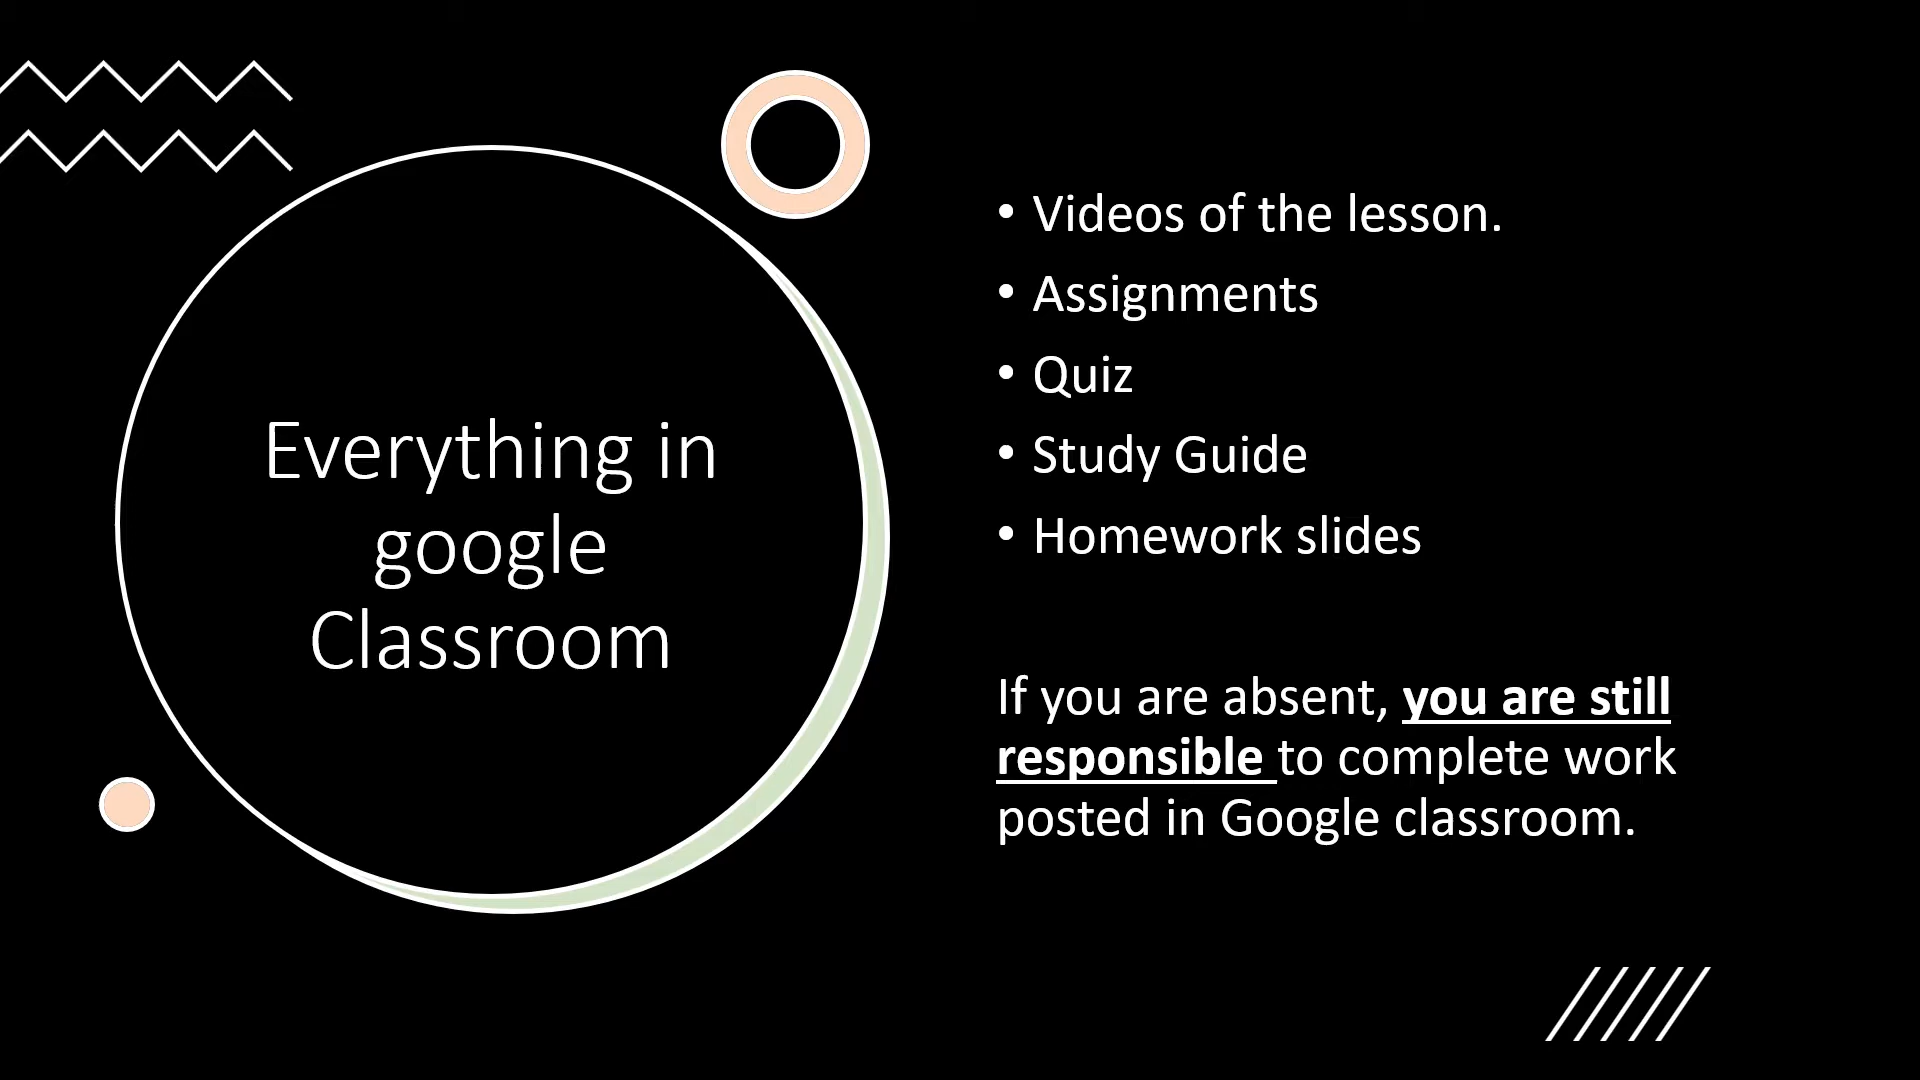 Everything in
google
Classroom
• Videos of the lesson.
• Assignments
• Quiz
• Study Guide
• Homework slides
If you are absent, you are still
responsible to complete work
posted in Google classroom.